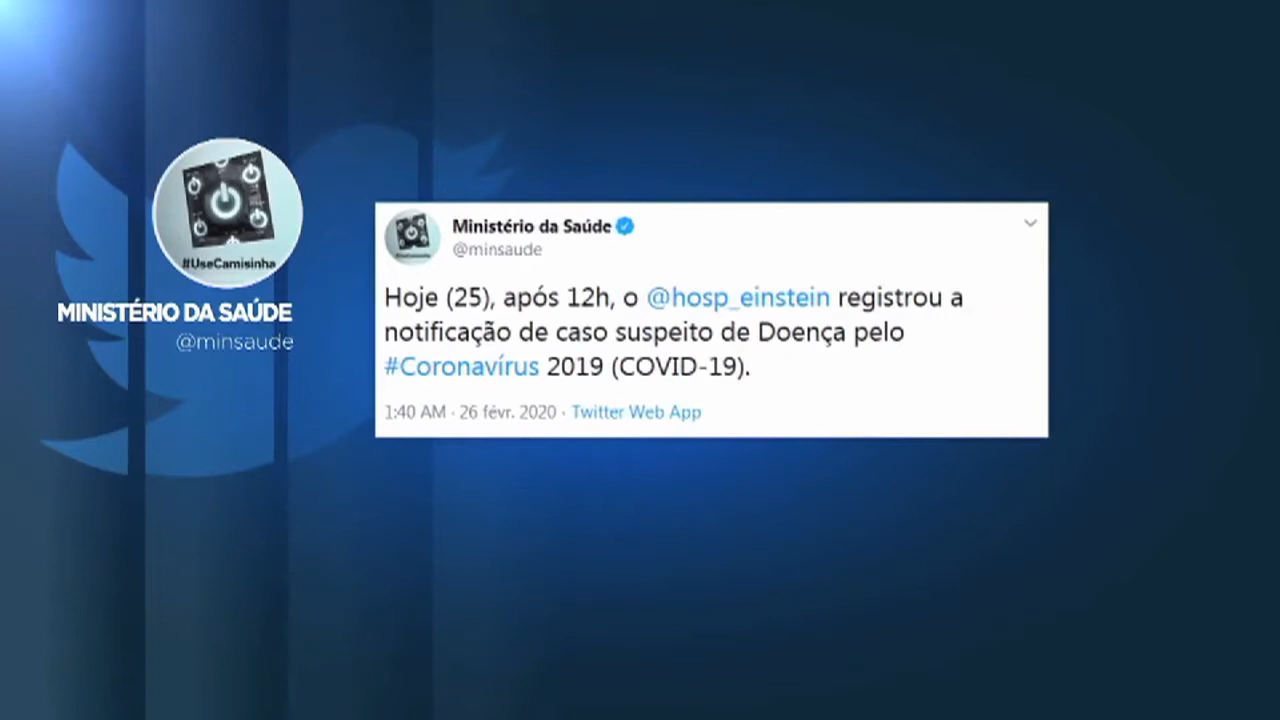 #UseCamisinha
MINISTÉRIO DA SAÚDE
@minsaude
Ministério da Saúde
@minsaude
Hoje (25), após 12h, o @hosp_einstein registrou a
notificação de caso suspeito de Doença pelo
#Coronavírus 2019 (COVID-19).
1:40 AM · 26 févr. 2020 · Twitter Web App